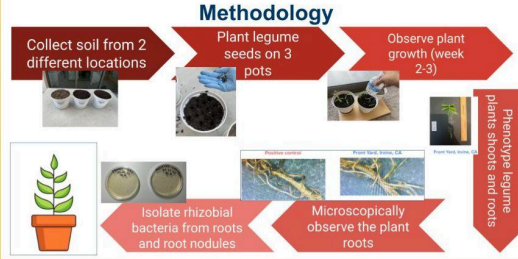 Methodology
Collect soil from 2
different locations
Plant legume
seeds on 3
pots
Observe plant
growth (week
2-3)
Phenotype legume
plants shoots and roots
Front Yard, Irvine, CA
Positive control
Front Yard, Irvine, CA
Microscopically
observe the plant
roots
Isolate rhizobial
bacteria from roots
and root nodules